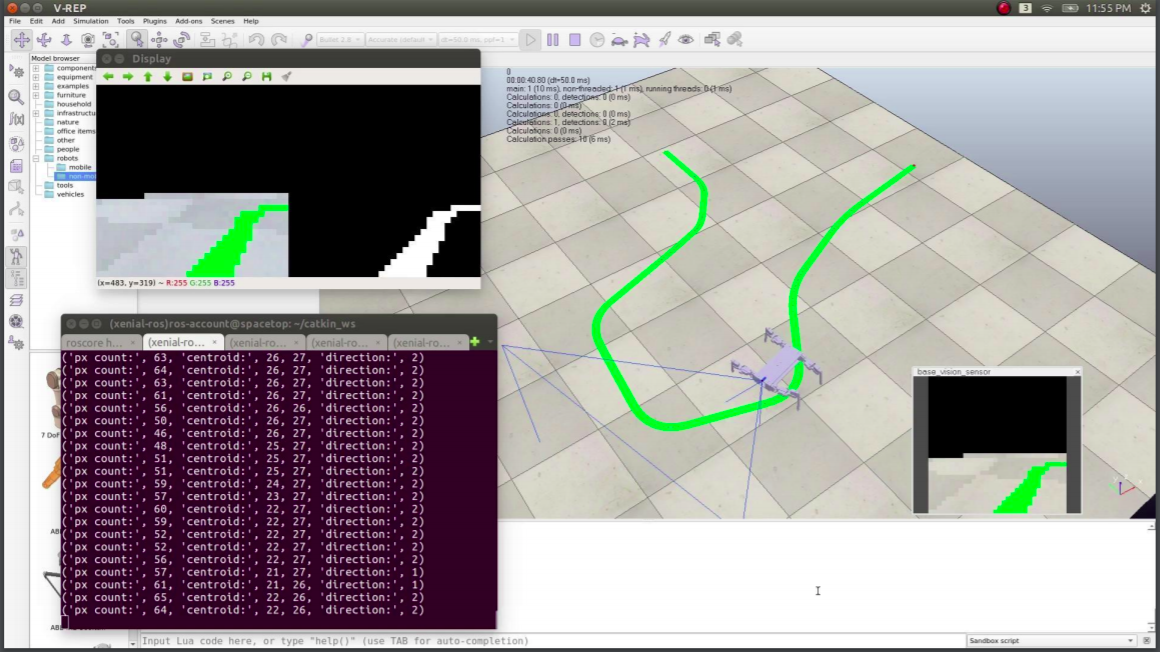 V-REP
3
11:55 PM
File Edit Add Simulation Tools Plugins Add-ons Scenes Help
Bullet 2.8
Accurate (default)
dt=50.0 ms, ppf=1
Model browser
components
equipment
examples
furniture
household
infrastructu
nature
office items
other
people
robots
mobile
non-mo
tools
vehicles
Display
(x=483, y=319) ~ R:255 G:255 B:255
0
00:00:40.80 (dt=50.0 ms)
main: 1 (10 ms), non-threaded: 1 (1 ms), running threads: 0 (1 ms)
Calculations: 0, detections: 0 (0 ms)
Calculations: 0 (0 ms)
Calculations: 0, detections: 0 (0 ms)
Calculations: 1, detections: 0 (2 ms)
Calculations: 0 (0 ms)
Calculation passes: 10 (6 ms)
(xenial-ros)ros-account@spacetop: ~/catkin_ws
roscore h... × (xenial-ro... × (xenial-ro... × (xenial-ro... × (xenial-ro... ×
('px count:', 63, 'centroid:', 26, 27, 'direction:', 2)
('px count:', 64, 'centroid:', 26, 27, 'direction:', 2)
('px count:', 63, 'centroid:', 26, 27, 'direction:', 2)
('px count:', 61, 'centroid:', 26, 27, 'direction:', 2)
('px count:', 56, 'centroid:', 26, 26, 'direction:', 2)
('px count:', 50, 'centroid:', 26, 27, 'direction:', 2)
('px count:', 46, 'centroid:', 26, 27, 'direction:', 2)
('px count:', 48, 'centroid:', 25, 27, 'direction:', 2)
('px count:', 51, 'centroid:', 25, 27, 'direction:', 2)
('px count:', 51, 'centroid:', 25, 27, 'direction:', 2)
('px count:', 59, 'centroid:', 24, 27, 'direction:', 2)
('px count:', 57, 'centroid:', 23, 27, 'direction:', 2)
('px count:', 60, 'centroid:', 22, 27, 'direction:', 2)
('px count:', 59, 'centroid:', 22, 27, 'direction:', 2)
('px count:', 52, 'centroid:', 22, 27, 'direction:', 2)
('px count:', 52, 'centroid:', 22, 27, 'direction:', 2)
('px count:', 56, 'centroid:', 22, 27, 'direction:', 2)
('px count:', 57, 'centroid:', 21, 27, 'direction:', 1)
('px count:', 61, 'centroid:', 21, 26, 'direction:', 1)
('px count:', 65, 'centroid:', 22, 26, 'direction:', 2)
('px count:', 64, 'centroid:', 22, 26, 'direction:', 2)
7 DoF
AB
base_vision_sensor
Input Lua code here, or type "help()" (use TAB for auto-completion)
Sandbox script